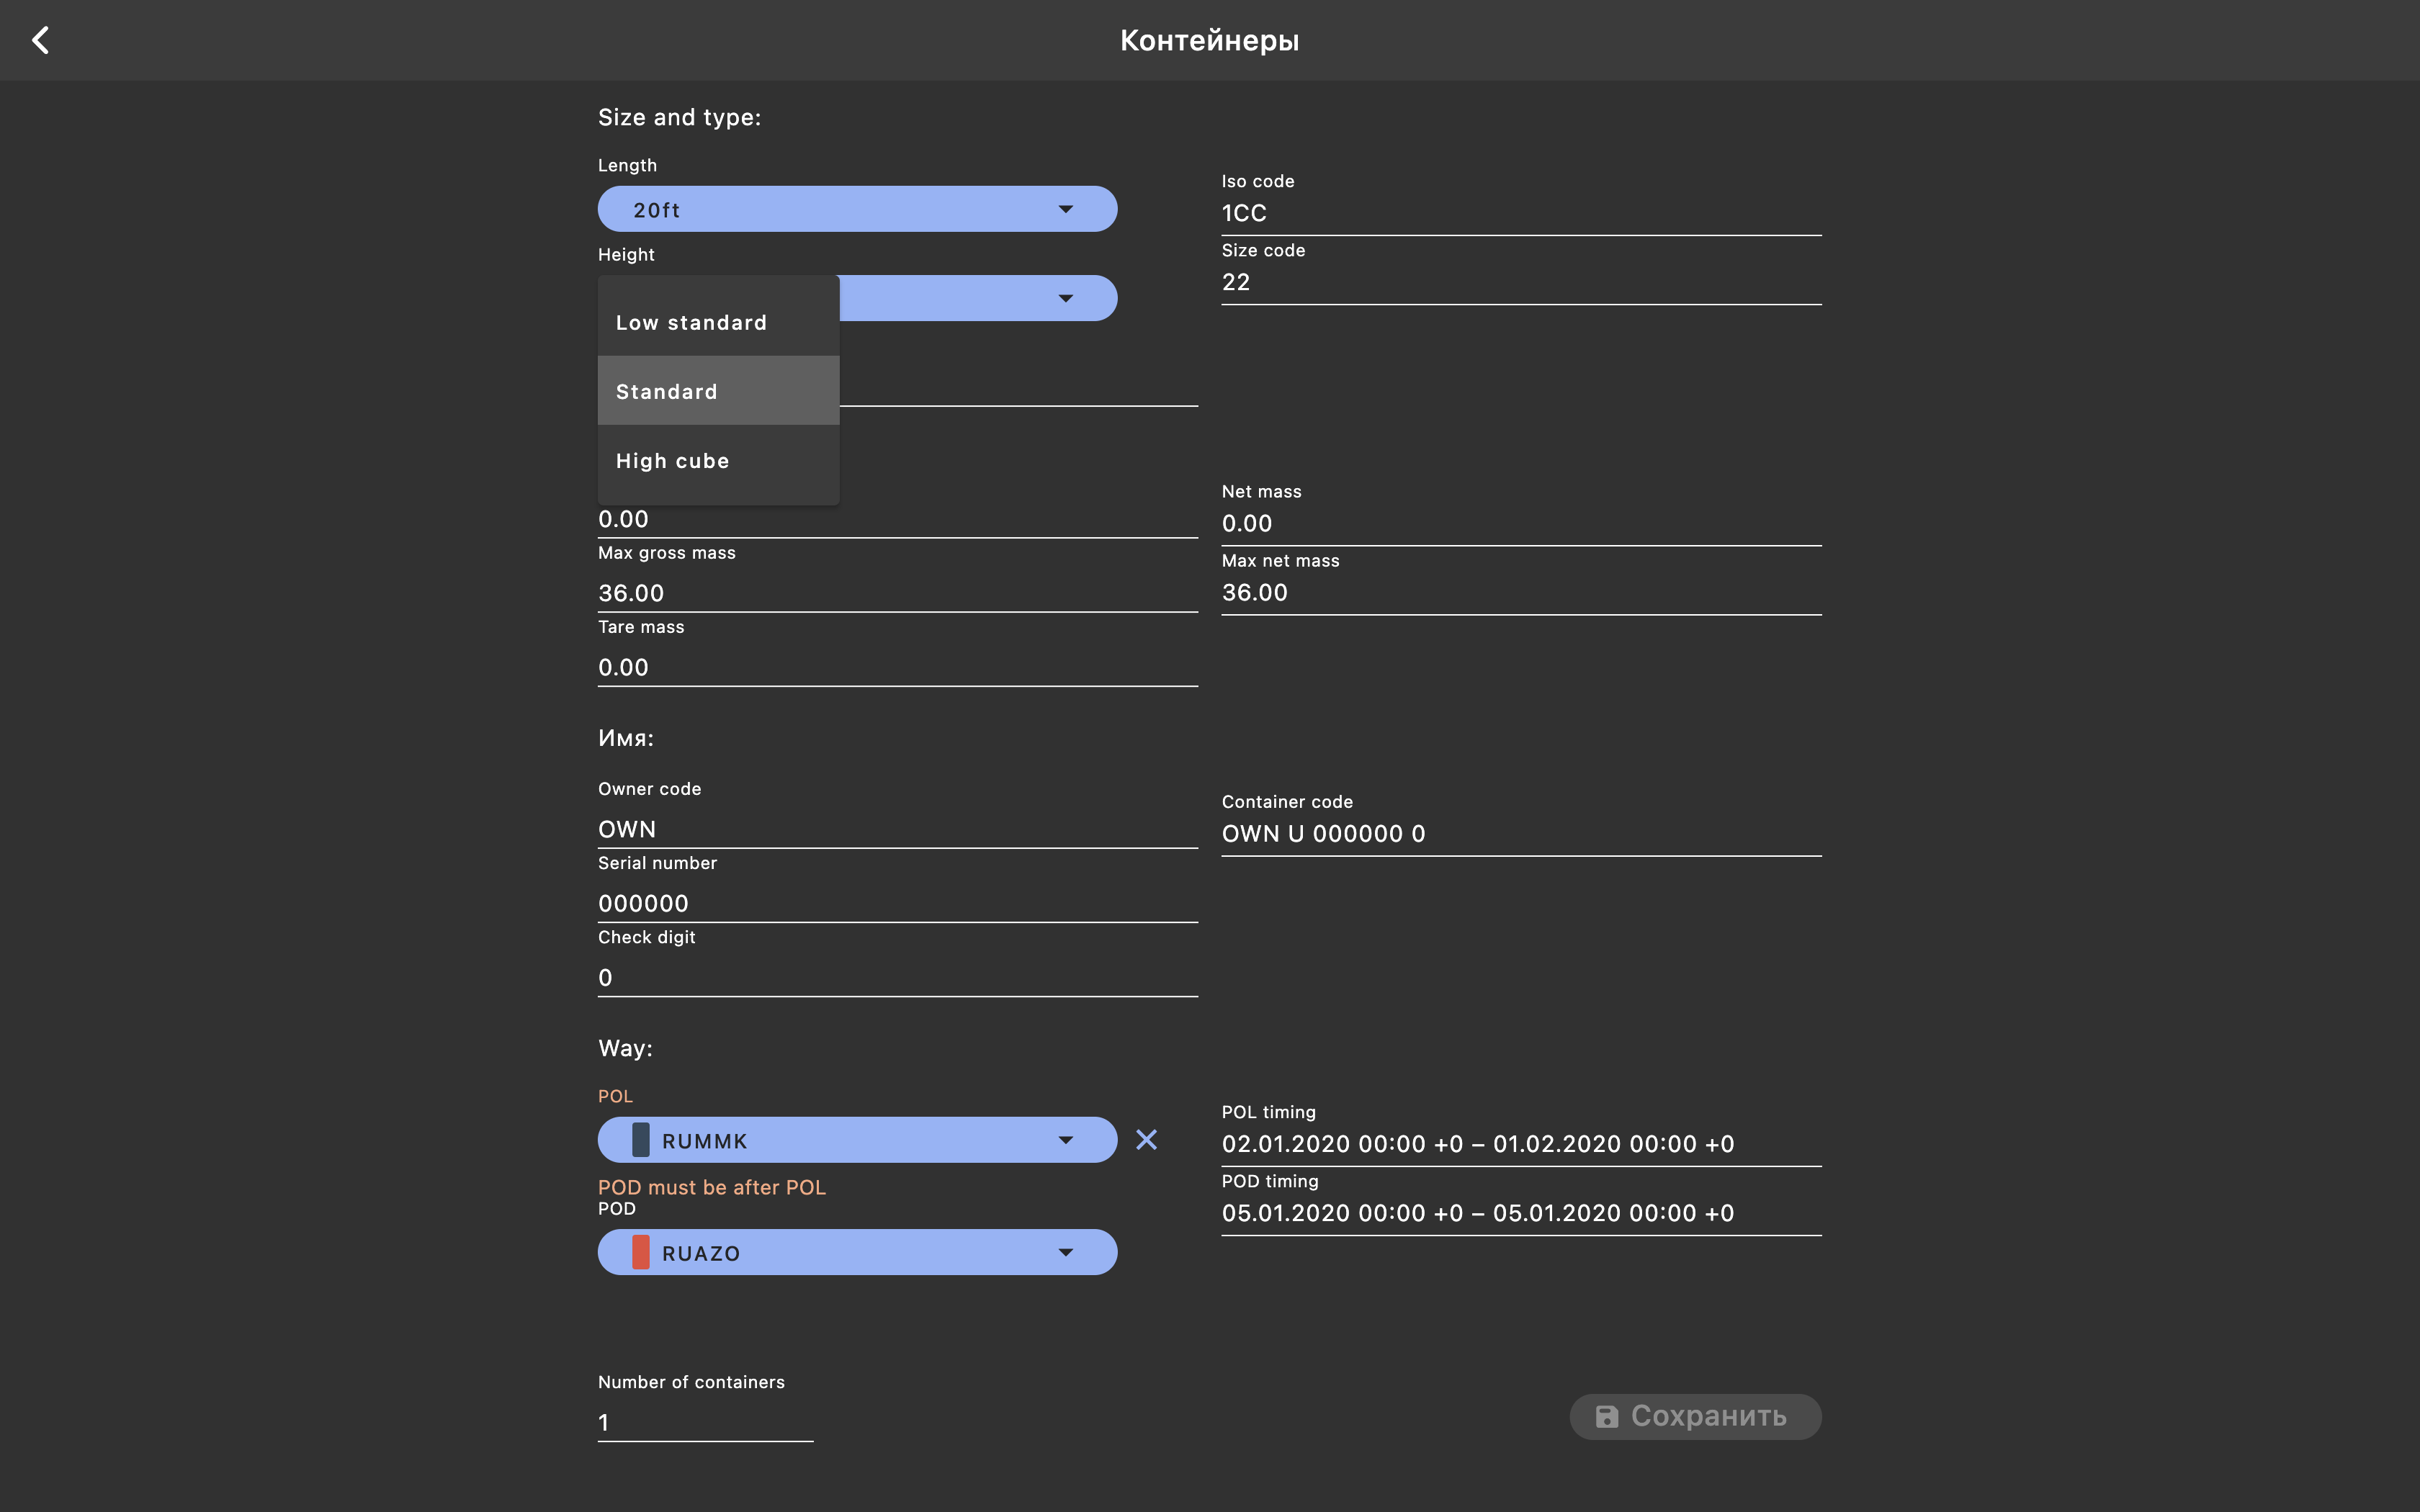 Контейнеры
Size and type:
Length
20ft
Iso code
1CC
Height
Size code
22
Low standard
Standard
High cube
0.00
Net mass
0.00
Max gross mass
36.00
Max net mass
36.00
Tare mass
0.00
Имя:
Owner code
OWN
Container code
OWN U 000000 0
Serial number
000000
Check digit
0
Way:
POL
RUMMK
POL timing
02.01.2020 00:00 +0 – 01.02.2020 00:00 +0
POD must be after POL
POD
RUAZO
POD timing
05.01.2020 00:00 +0 – 05.01.2020 00:00 +0
Number of containers
1
Сохранить